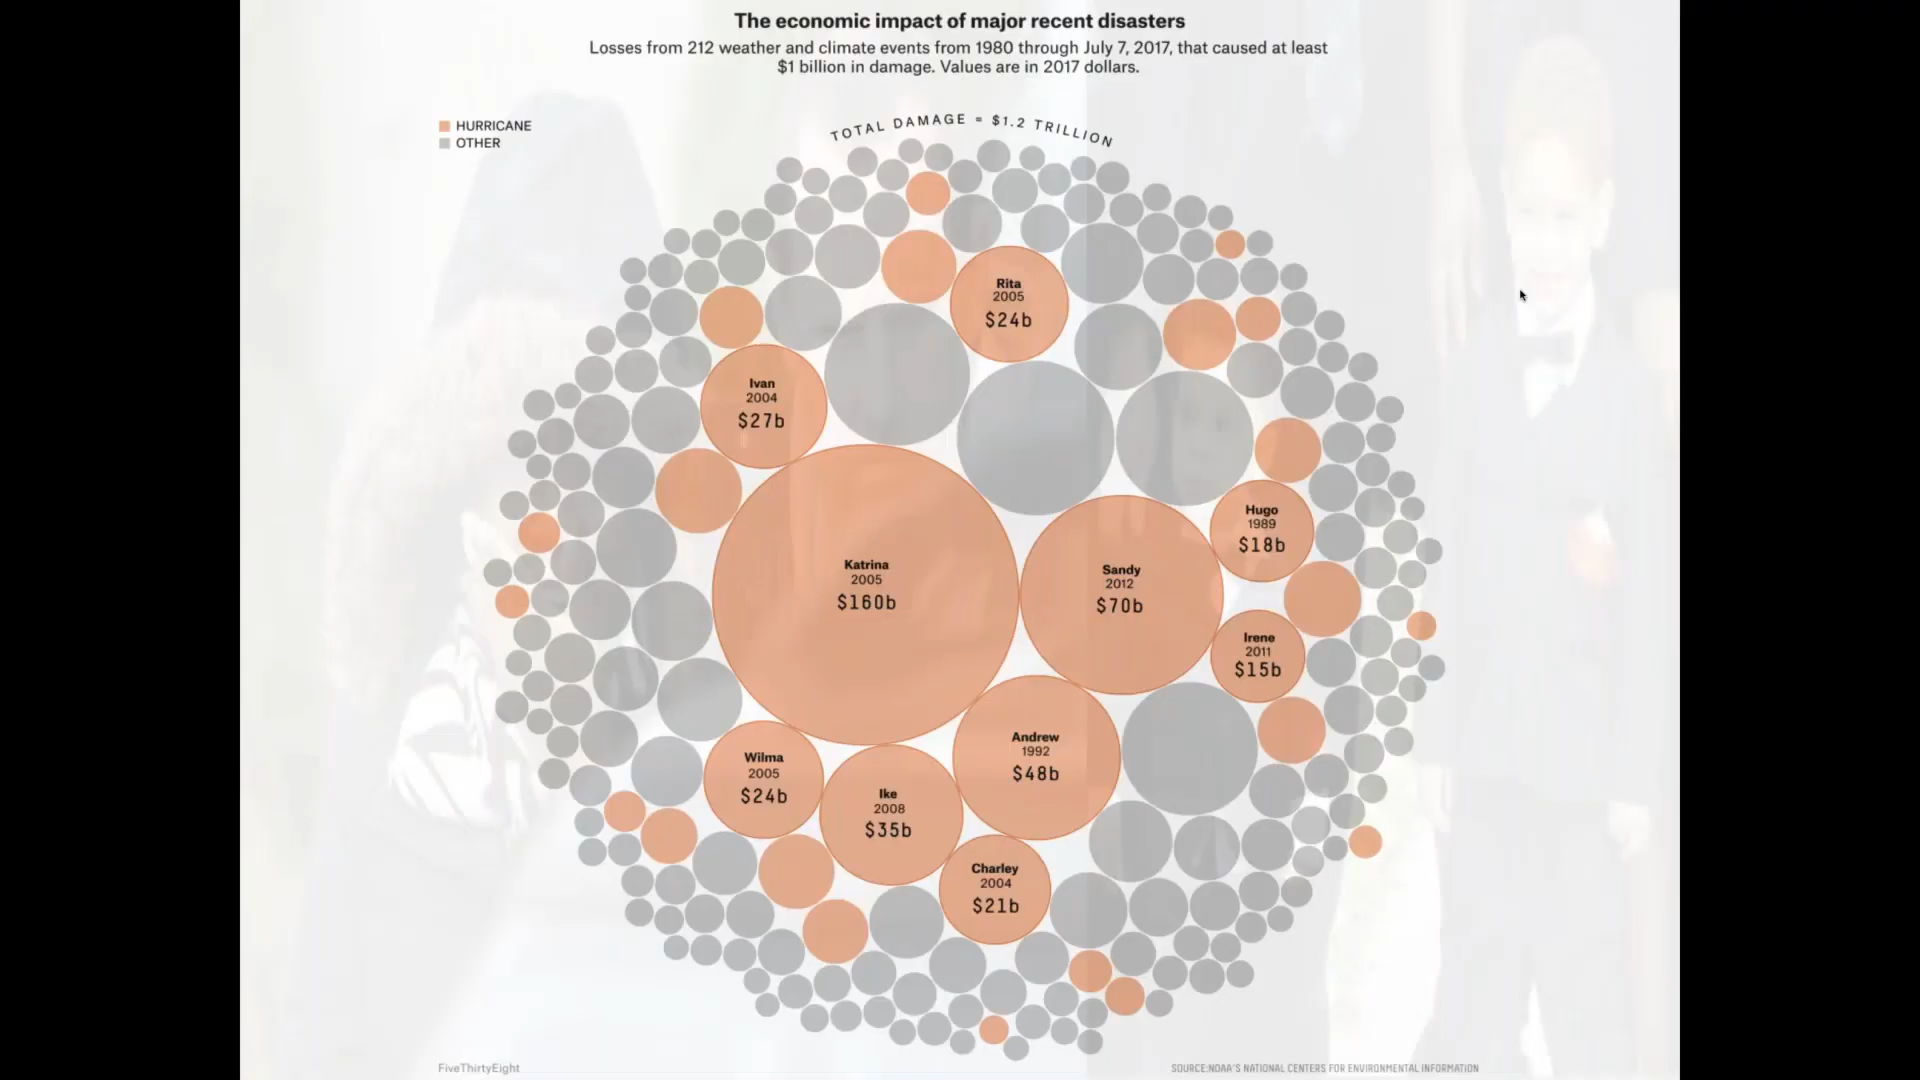 The economic impact of major recent disasters
Losses from 212 weather and climate events from 1980 through July 7, 2017, that caused at least
$1 billion in damage. Values are in 2017 dollars.
HURRICANE
OTHER
TOTAL DAMAGE = $1.2 TRILLION
Rita
2005
$24b
Ivan
2004
$27b
Hugo
1989
$18b
Katrina
2005
$160b
Sandy
2012
$70b
Irene
2011
$15b
Andrew
1992
$48b
Wilma
2005
$24b
Ike
2008
$35b
Charley
2004
$21b
FiveThirtyEight
SOURCE:NOAA'S NATIONAL CENTERS FOR ENVIRONMENTAL INFORMATION